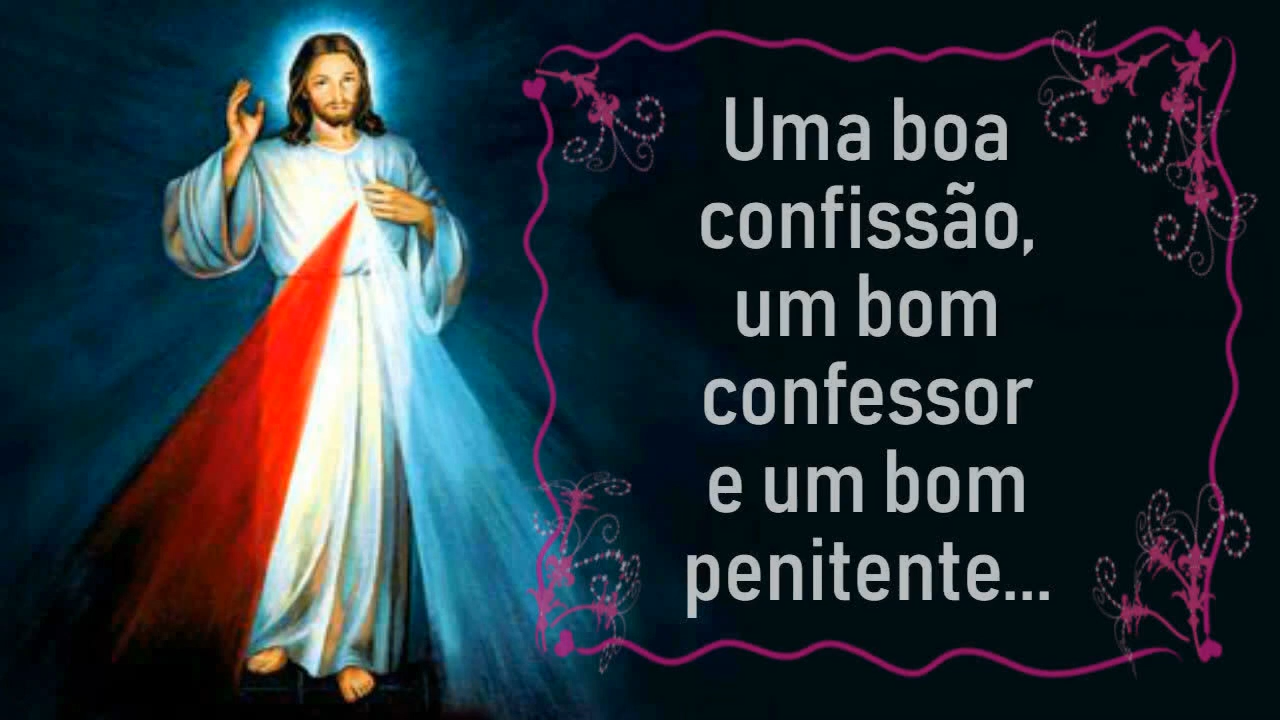 Uma boa
confissão,
um bom
confessor
e um bom
penitente...